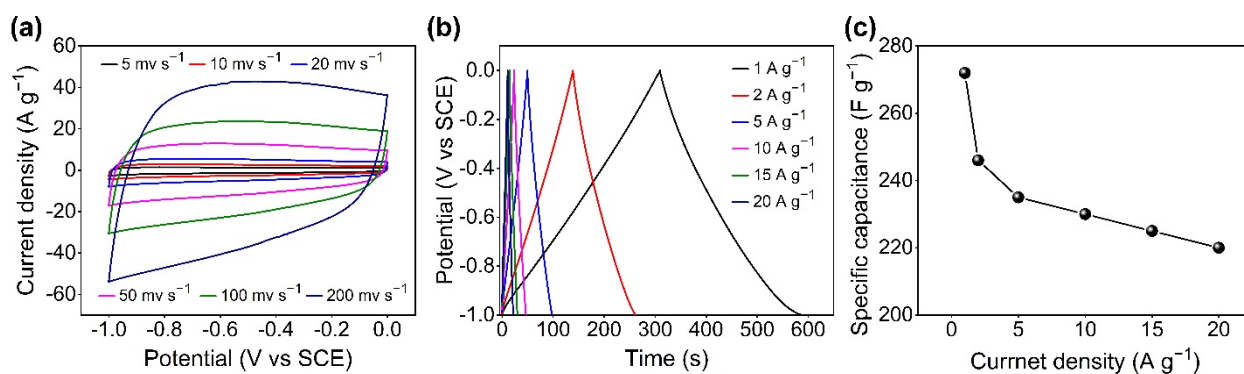 (a)
Current density (A g⁻¹)
60
40
20
0
-20
-40
-60
5 mv s⁻¹ 10 mv s⁻¹ 20 mv s⁻¹
50 mv s⁻¹ 100 mv s⁻¹ 200 mv s⁻¹
-1.0 -0.8 -0.6 -0.4 -0.2 0.0
Potential (V vs SCE)
(b)
Potential (V vs SCE)
0.0
-0.2
-0.4
-0.6
-0.8
-1.0
1 A g⁻¹
2 A g⁻¹
5 A g⁻¹
10 A g⁻¹
15 A g⁻¹
20 A g⁻¹
0 100 200 300 400 500 600
Time (s)
(c)
Specific capacitance (F g⁻¹)
280
260
240
220
200
0 5 10 15 20
Currnet density (A g⁻¹)